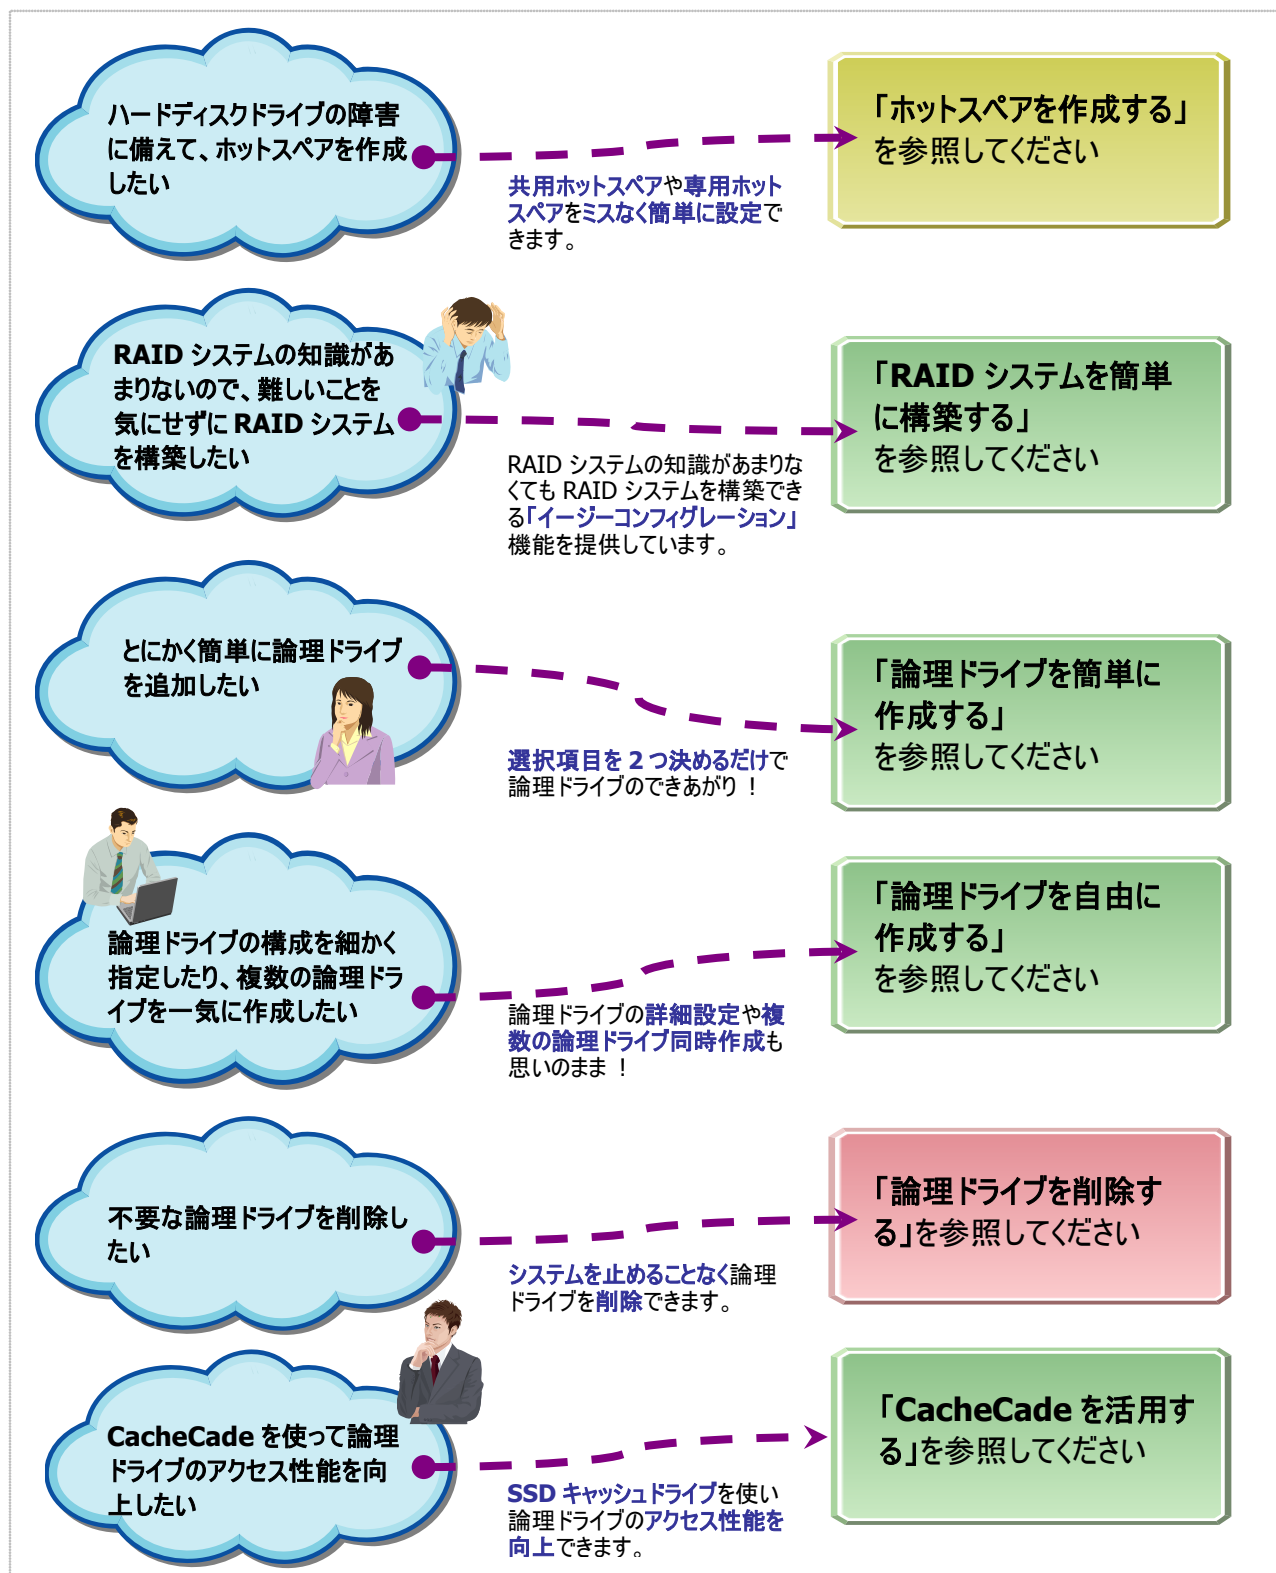 ハードディスクドライブの障害
に備えて、ホットスペアを作成
したい
共用ホットスペアや専用ホット
スペアをミスなく簡単に設定で
きます。
「ホットスペアを作成する」
を参照してください
RAID システムの知識があ
まりないので、難しいことを
気にせずに RAID システム
を構築したい
RAID システムの知識があまりな
くても RAID システムを構築でき
る「イージーコンフィグレーション」
機能を提供しています。
「RAID システムを簡単
に構築する」
を参照してください
とにかく簡単に論理ドライブ
を追加したい
選択項目を 2 つ決めるだけで
論理ドライブのできあがり！
「論理ドライブを簡単に
作成する」
を参照してください
論理ドライブの構成を細かく
指定したり、複数の論理ドラ
イブを一気に作成したい
論理ドライブの詳細設定や複
数の論理ドライブ同時作成も
思いのまま！
「論理ドライブを自由に
作成する」
を参照してください
不要な論理ドライブを削除し
たい
システムを止めることなく論理
ドライブを削除できます。
「論理ドライブを削除す
る」を参照してください
CacheCade を使って論理
ドライブのアクセス性能を向
上したい
SSD キャッシュドライブを使い
論理ドライブのアクセス性能を
向上できます。
「CacheCade を活用す
る」を参照してください